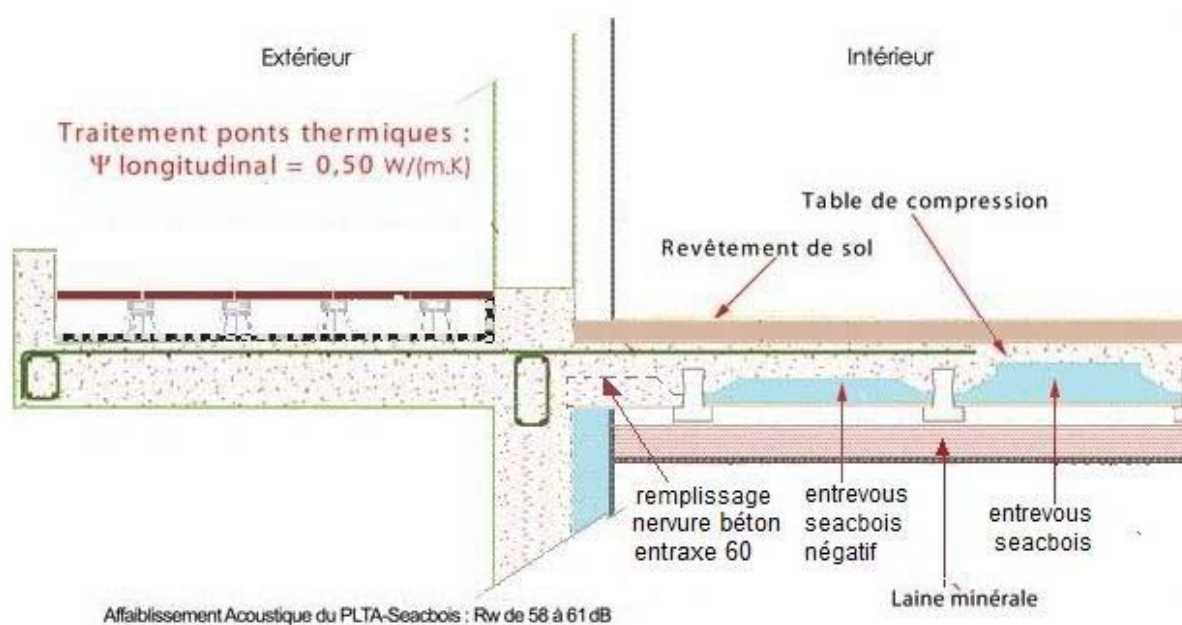 Extérieur
Intérieur
Traitement ponts thermiques :
Ψ longitudinal = 0,50 W/(m.K)
Table de compression
Revêtement de sol
remplissage
nervure béton
entraxe 60
entrevous
seacbois
négatif
entrevous
seacbois
Laine minérale
Affaiblissement Acoustique du PLTA-Seacbois : Rw de 58 à 61 dB